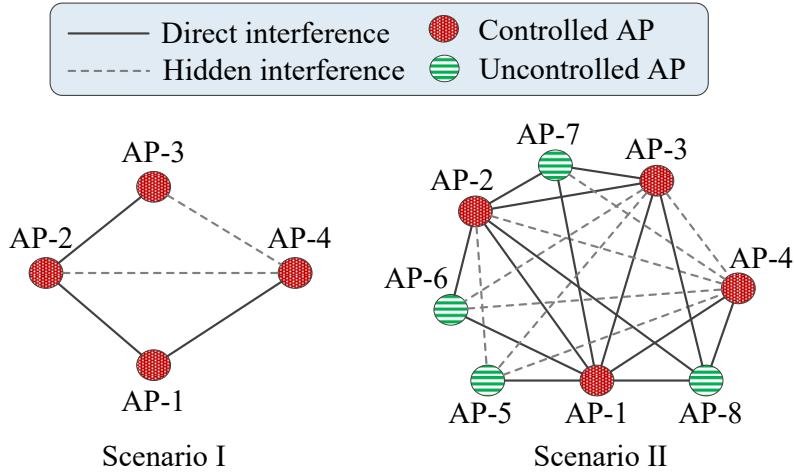 Direct interference
Controlled AP
Hidden interference
Uncontrolled AP
AP-3
AP-2
AP-4
AP-1
Scenario I
AP-7
AP-3
AP-2
AP-4
AP-6
AP-5
AP-1
AP-8
Scenario II